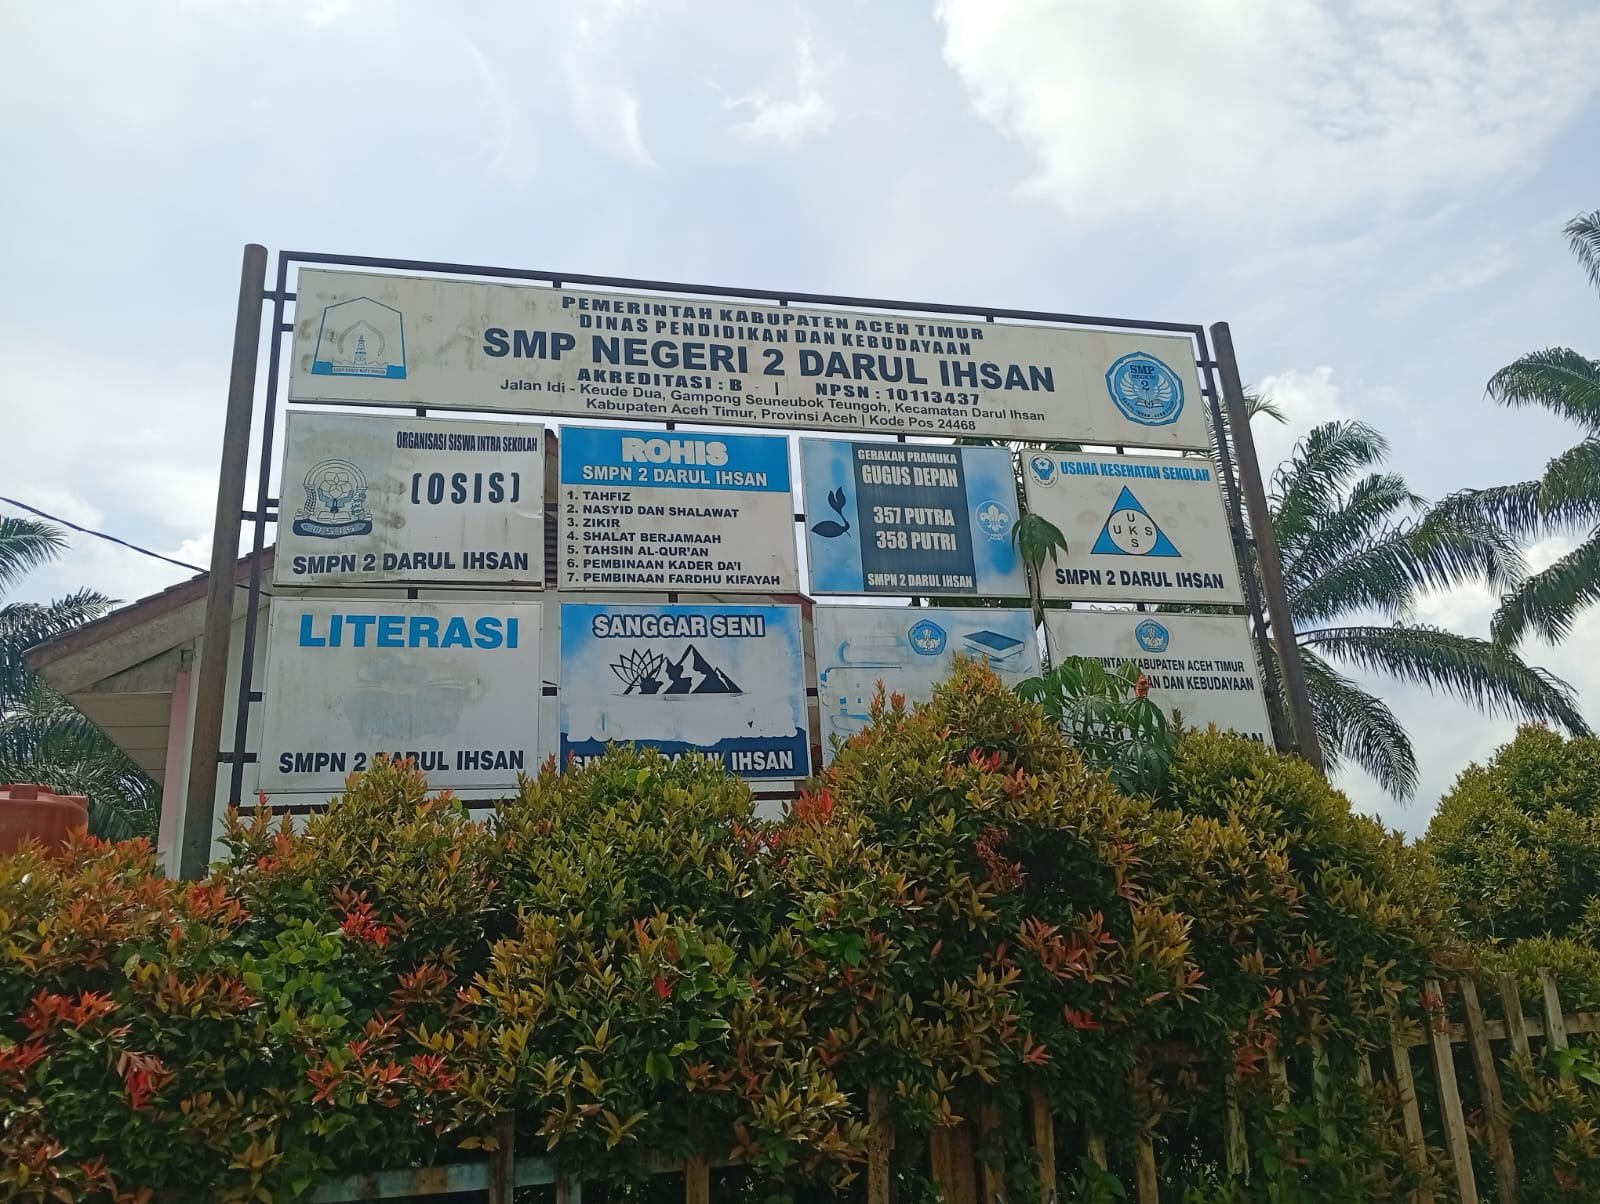 PEMERINTAH KABUPATEN ACEH TIMUR
DINAS PENDIDIKAN DAN KEBUDAYAAN
SMP NEGERI 2 DARUL IHSAN
AKREDITASI : B | NPSN : 10113437
Jalan Idi - Keude Dua, Gampong Seuneubok Teungoh, Kecamatan Darul Ihsan
Kabupaten Aceh Timur, Provinsi Aceh | Kode Pos 24468
SMP
NEGERI
2
ORGANISASI SISWA INTRA SEKOLAH
(OSIS)
SMPN 2 DARUL IHSAN
ROHIS
SMPN 2 DARUL IHSAN
1. TAHFIZ
2. NASYID DAN SHALAWAT
3. ZIKIR
4. SHALAT BERJAMAAH
5. TAHSIN AL-QUR'AN
6. PEMBINAAN KADER DA'I
7. PEMBINAAN FARDHU KIFAYAH
GERAKAN PRAMUKA
GUGUS DEPAN
357 PUTRA
358 PUTRI
SMPN 2 DARUL IHSAN
USAHA KESEHATAN SEKOLAH
U
UKS
K
S
S
SMPN 2 DARUL IHSAN
LITERASI
SMPN 2 DARUL IHSAN
SANGGAR SENI
DARUL IHSAN
KABUPATEN ACEH TIMUR
DAN KEBUDAYAAN